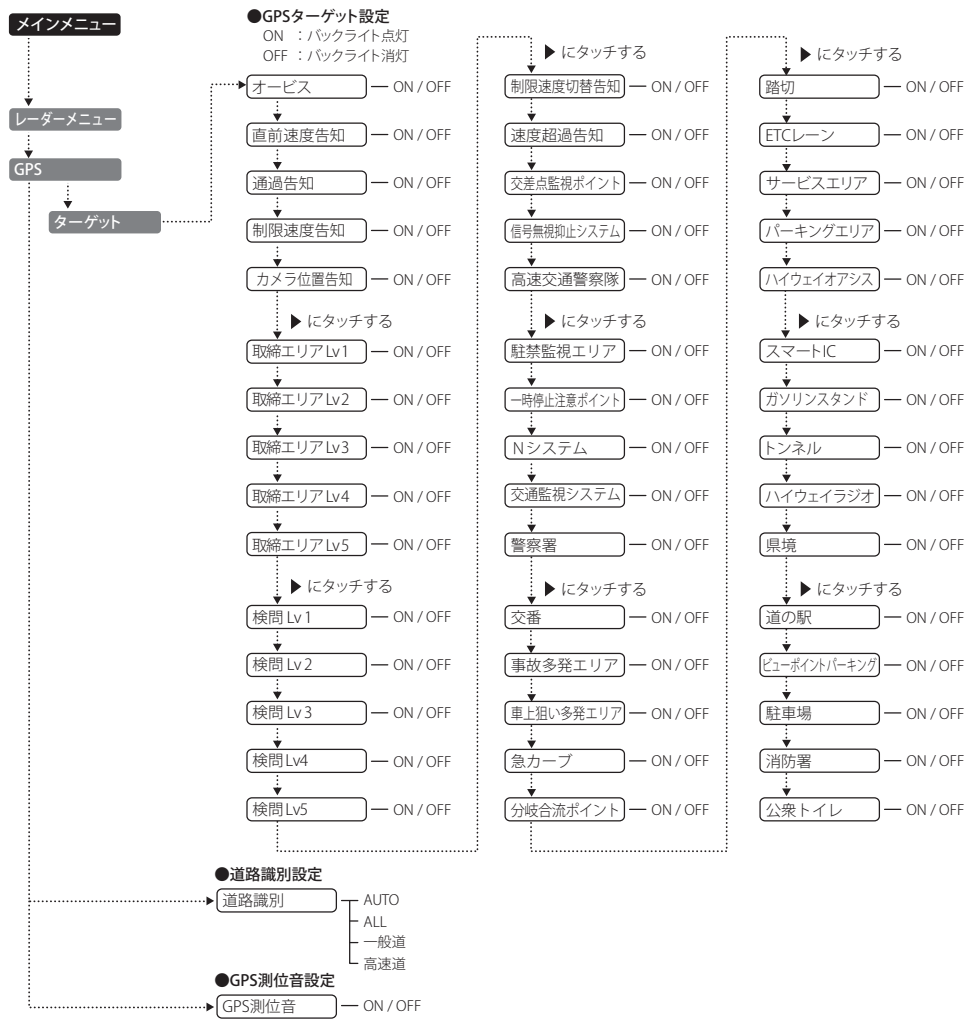 メインメニュー
レーダーメニュー
GPS
ターゲット
●GPSターゲット設定
ON ：バックライト点灯
OFF ：バックライト消灯
オービス ON / OFF
直前速度告知 ON / OFF
通過告知 ON / OFF
制限速度告知 ON / OFF
カメラ位置告知 ON / OFF
▶ にタッチする
取締エリアLv1 ON / OFF
取締エリアLv2 ON / OFF
取締エリアLv3 ON / OFF
取締エリアLv4 ON / OFF
取締エリアLv5 ON / OFF
▶ にタッチする
検問 Lv 1 ON / OFF
検問 Lv 2 ON / OFF
検問 Lv 3 ON / OFF
検問 Lv4 ON / OFF
検問 Lv5 ON / OFF
▶ にタッチする
制限速度切替告知 ON / OFF
速度超過告知 ON / OFF
交差点監視ポイント ON / OFF
信号無視抑止システム ON / OFF
高速交通警察隊 ON / OFF
▶ にタッチする
駐禁監視エリア ON / OFF
一時停止注意ポイント ON / OFF
Nシステム ON / OFF
交通監視システム ON / OFF
警察署 ON / OFF
▶ にタッチする
交番 ON / OFF
事故多発エリア ON / OFF
車上狙い多発エリア ON / OFF
急カーブ ON / OFF
分岐合流ポイント ON / OFF
▶ にタッチする
踏切 ON / OFF
ETCレーン ON / OFF
サービスエリア ON / OFF
パーキングエリア ON / OFF
ハイウェイオアシス ON / OFF
▶ にタッチする
スマートIC ON / OFF
ガソリンスタンド ON / OFF
トンネル ON / OFF
ハイウェイラジオ ON / OFF
県境 ON / OFF
▶ にタッチする
道の駅 ON / OFF
ビューポイントパーキング ON / OFF
駐車場 ON / OFF
消防署 ON / OFF
公衆トイレ ON / OFF
●道路識別設定
道路識別 AUTO
ALL
一般道
高速道
●GPS測位音設定
GPS測位音 ON / OFF